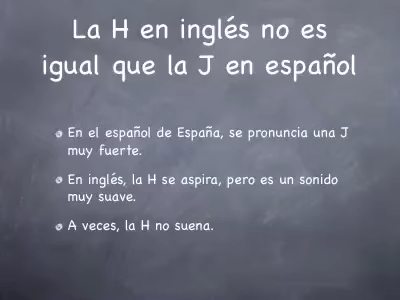 La H en inglés no es
igual que la J en español
En el español de España, se pronuncia una J
muy fuerte.
En inglés, la H se aspira, pero es un sonido
muy suave.
A veces, la H no suena.